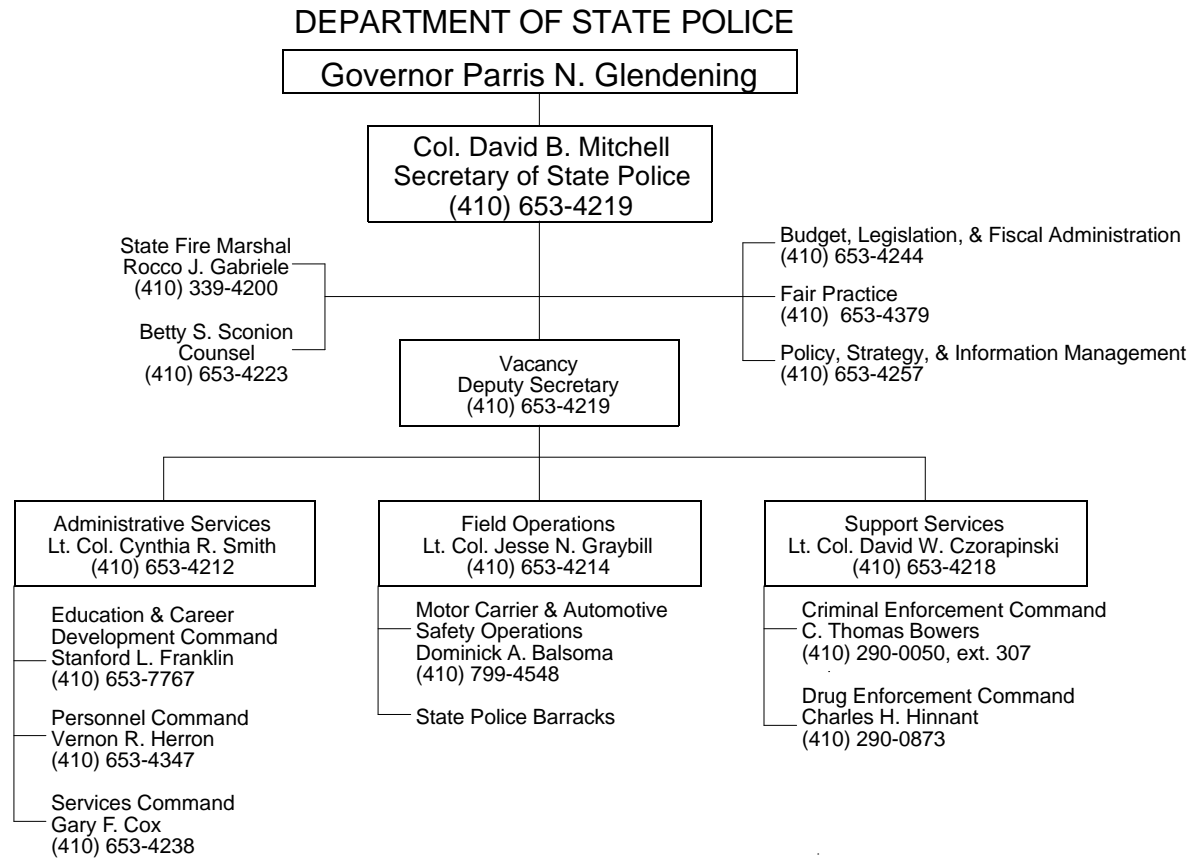 DEPARTMENT OF STATE POLICE
Governor Parris N. Glendening
Col. David B. Mitchell
Secretary of State Police
(410) 653-4219
State Fire Marshal
Rocco J. Gabriele
(410) 339-4200
Betty S. Sconion
Counsel
(410) 653-4223
Budget, Legislation, & Fiscal Administration
(410) 653-4244
Fair Practice
(410) 653-4379
Policy, Strategy, & Information Management
(410) 653-4257
Vacancy
Deputy Secretary
(410) 653-4219
Administrative Services
Lt. Col. Cynthia R. Smith
(410) 653-4212
Education & Career
Development Command
Stanford L. Franklin
(410) 653-7767
Personnel Command
Vernon R. Herron
(410) 653-4347
Services Command
Gary F. Cox
(410) 653-4238
Field Operations
Lt. Col. Jesse N. Graybill
(410) 653-4214
Motor Carrier & Automotive
Safety Operations
Dominick A. Balsoma
(410) 799-4548
State Police Barracks
Support Services
Lt. Col. David W. Czorapinski
(410) 653-4218
Criminal Enforcement Command
C. Thomas Bowers
(410) 290-0050, ext. 307
Drug Enforcement Command
Charles H. Hinnant
(410) 290-0873